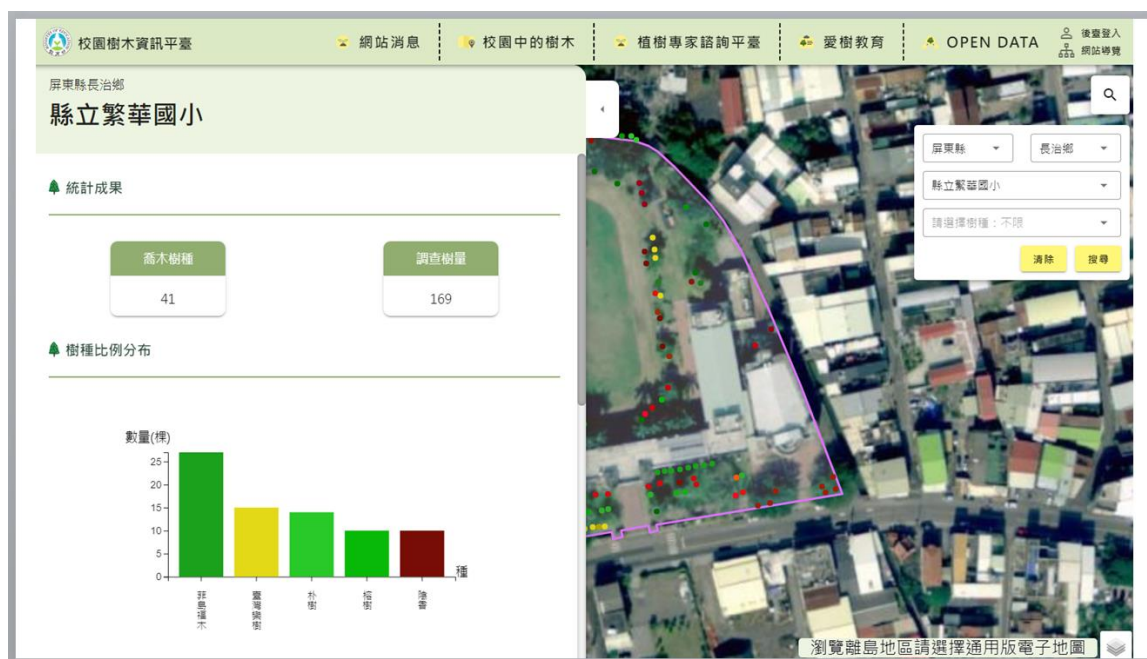 校園樹木資訊平臺
網站消息
校園中的樹木
植樹專家諮詢平臺
愛樹教育
OPEN DATA
後臺登入
網站導覽
屏東縣長治鄉
縣立繁華國小
統計成果
喬木樹種
41
調查樹量
169
樹種比例分布
數量(棵)
25
20
15
10
5
0
種
菲島福木
臺灣欒樹
朴樹
榕樹
陰香
屏東縣
長治鄉
縣立繁華國小
請選擇樹種：不限
清除
搜尋
瀏覽離島地區請選擇通用版電子地圖